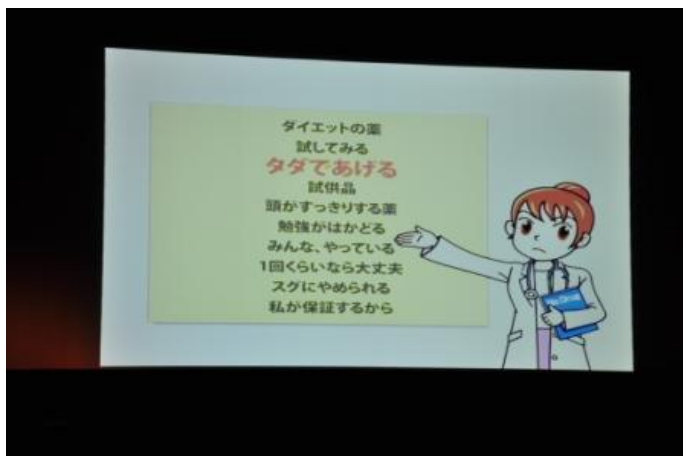 ダイエットの薬
試してみる
タダであげる
試供品
頭がすっきりする薬
勉強がはかどる
みんな、やっている
1回くらいなら大丈夫
スグにやめられる
私が保証するから